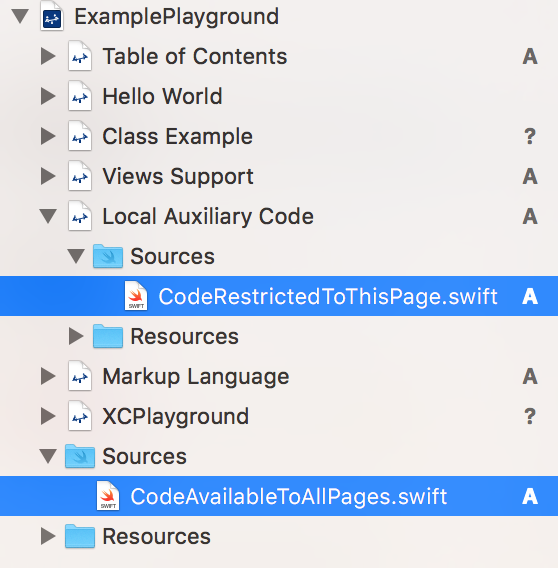 ExamplePlayground
Table of Contents A
Hello World
Class Example ?
Views Support A
Local Auxiliary Code A
Sources
SWIFT CodeRestrictedToThisPage.swift A
Resources
Markup Language A
XCPlayground ?
Sources
SWIFT CodeAvailableToAllPages.swift A
Resources